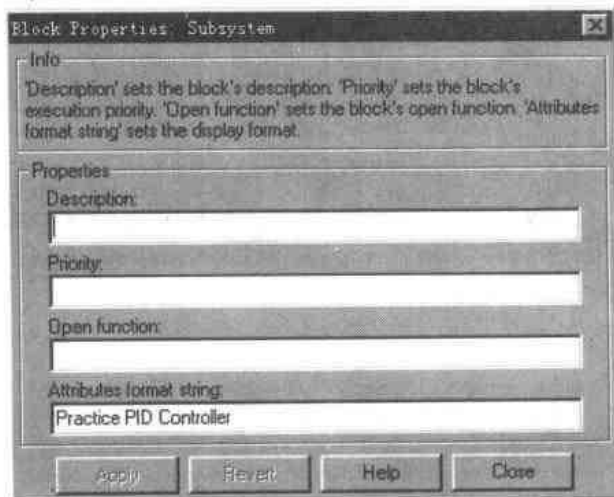 Block Properties: Subsystem
Info
'Description' sets the block's description. 'Priority' sets the block's
execution priority. 'Open function' sets the block's open function. 'Attributes
format string' sets the display format.
Properties
Description:
Priority:
Open function:
Attributes format string:
Practice PID Controller
Apply Revert Help Close